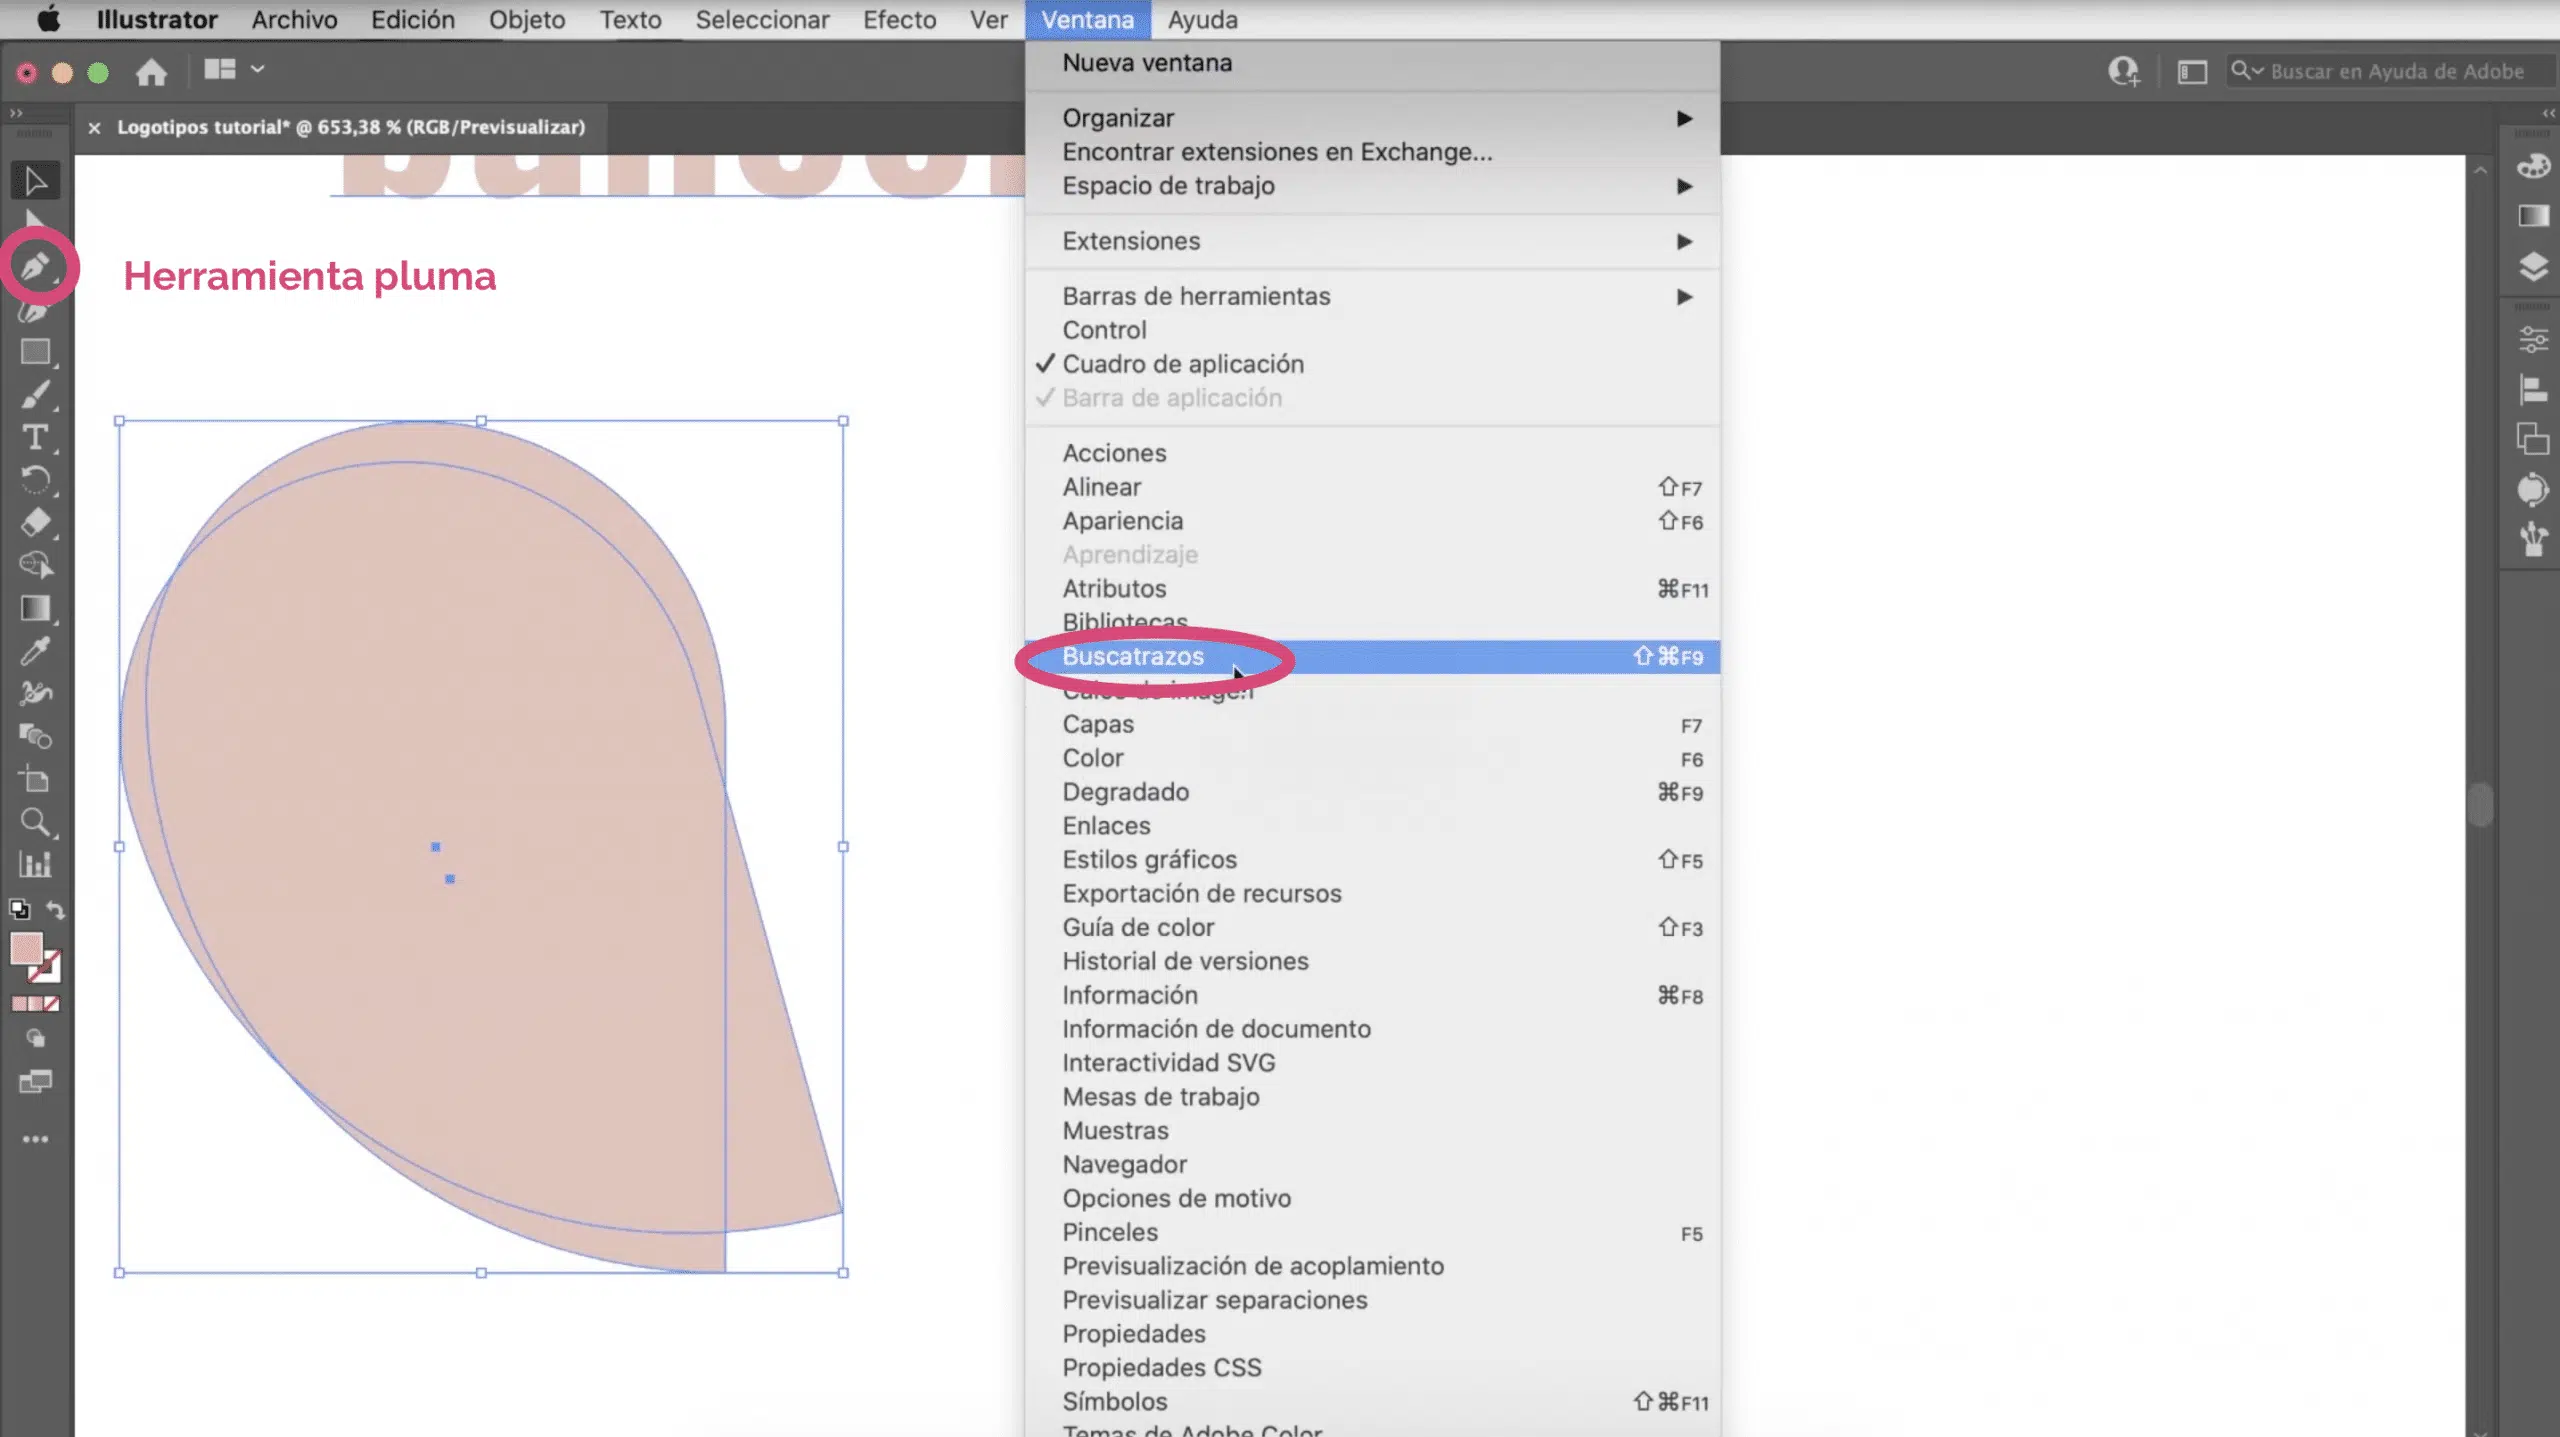 Illustrator Archivo Edición Objeto Texto Seleccionar Efecto Ver Ventana Ayuda
Buscar en Ayuda de Adobe
Logotipos tutorial* @ 653,38 % (RGB/Previsualizar)
Herramienta pluma
Nueva ventana
Organizar
Encontrar extensiones en Exchange...
Espacio de trabajo
Extensiones
Barras de herramientas
Control
Cuadro de aplicación
Barra de aplicación
Acciones
Alinear ⇧F7
Apariencia ⇧F6
Aprendizaje
Atributos ⌘F11
Bibliotecas
Buscatrazos ⇧⌘F9
Calco de imagen
Capas F7
Color F6
Degradado ⌘F9
Enlaces
Estilos gráficos ⇧F5
Exportación de recursos
Guía de color ⇧F3
Historial de versiones
Información ⌘F8
Información de documento
Interactividad SVG
Mesas de trabajo
Muestras
Navegador
Opciones de motivo
Pinceles F5
Previsualización de acoplamiento
Previsualizar separaciones
Propiedades
Propiedades CSS
Símbolos ⇧⌘F11
Temas de Adobe Color